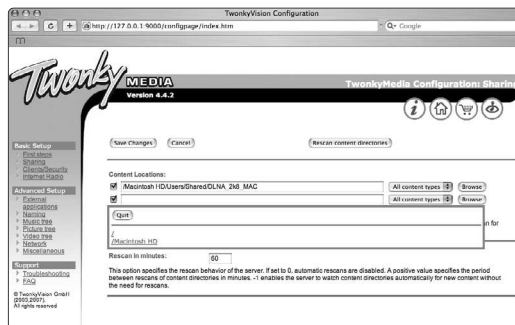 TwonkyVision Configuration
http://127.0.0.1:9000/configpage/index.htm
Q▾ Google
Twonky
MEDIA
Version 4.4.2
TwonkyMedia Configuration: Sharing
Save Changes
Cancel
Rescan content directories
Basic Setup
First steps
Sharing
Clients/Security
Internet Radio
Advanced Setup
External
applications
Naming
Music tree
Picture tree
Video tree
Network
Miscellaneous
Support
Troubleshooting
FAQ
© TwonkyVision GmbH
[2003,2007],
All rights reserved
Content Locations:
/Macintosh HD/Users/Shared/DLNA_2k8_MAC
All content types
Browse
All content types
Browse
Quit
/
/Macintosh HD
n for
Rescan in minutes:
60
This option specifies the rescan behavior of the server. If set to 0, automatic rescans are disabled. A positive value specifies the period
between rescans of content directories in minutes. -1 enables the server to watch content directories automatically for new content without
the need for rescans.